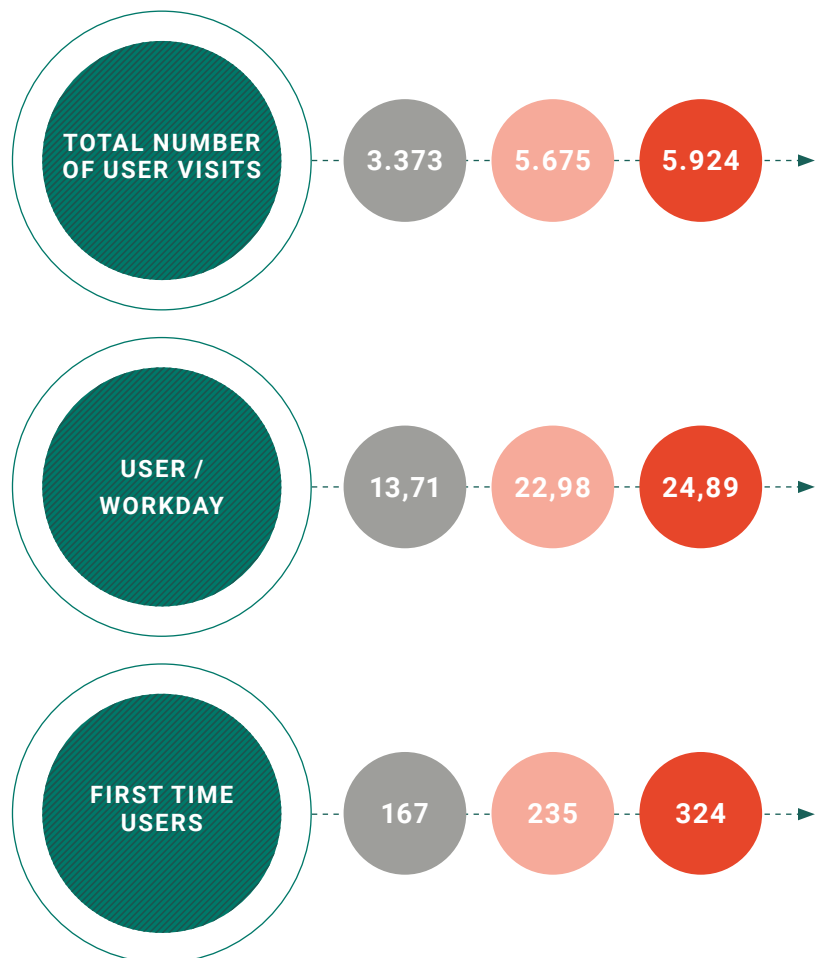 TOTAL NUMBER
OF USER VISITS
3.373
5.675
5.924
USER /
WORKDAY
13,71
22,98
24,89
FIRST TIME
USERS
167
235
324